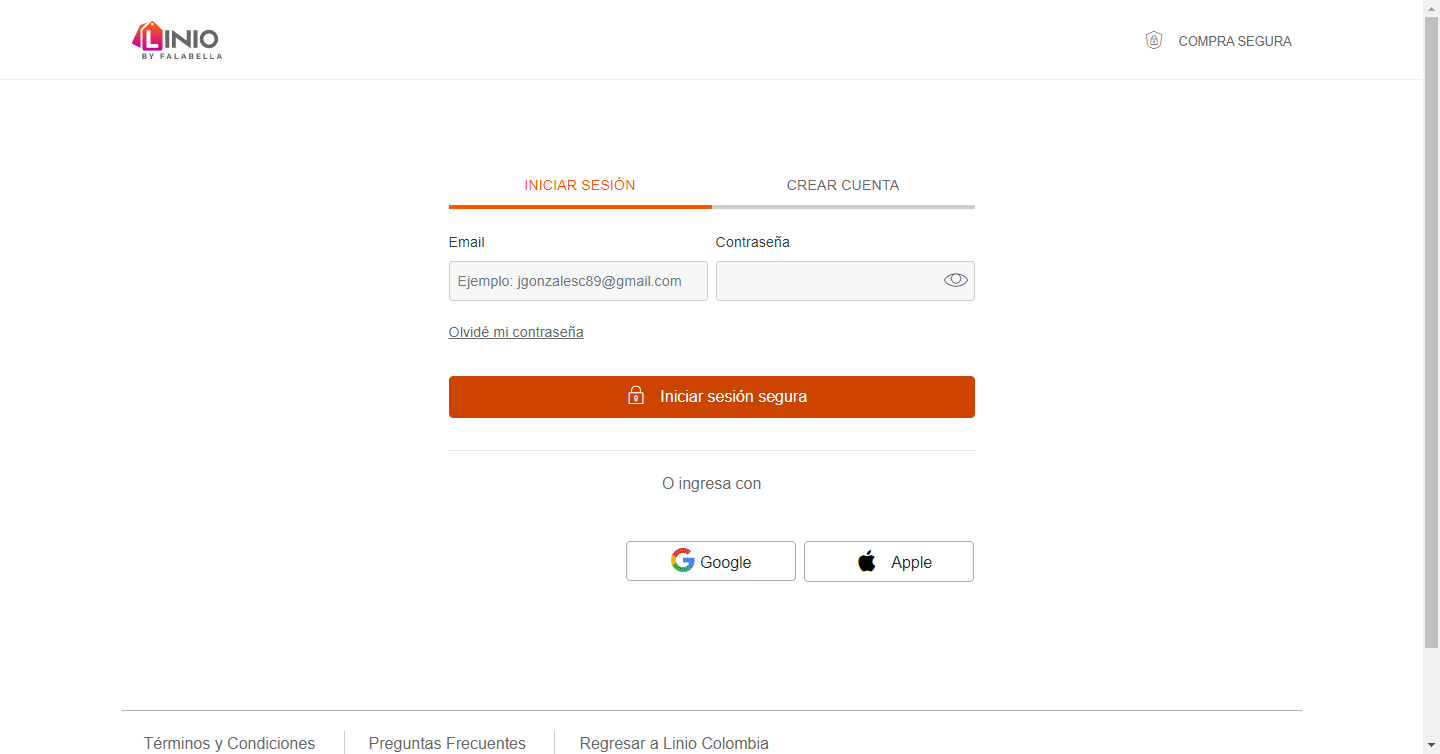 LINIO
BY FALABELLA
COMPRA SEGURA
INICIAR SESIÓN
CREAR CUENTA
Email
Contraseña
Ejemplo: jgonzalesc89@gmail.com
Olvidé mi contraseña
Iniciar sesión segura
O ingresa con
Google
Apple
Términos y Condiciones
Preguntas Frecuentes
Regresar a Linio Colombia